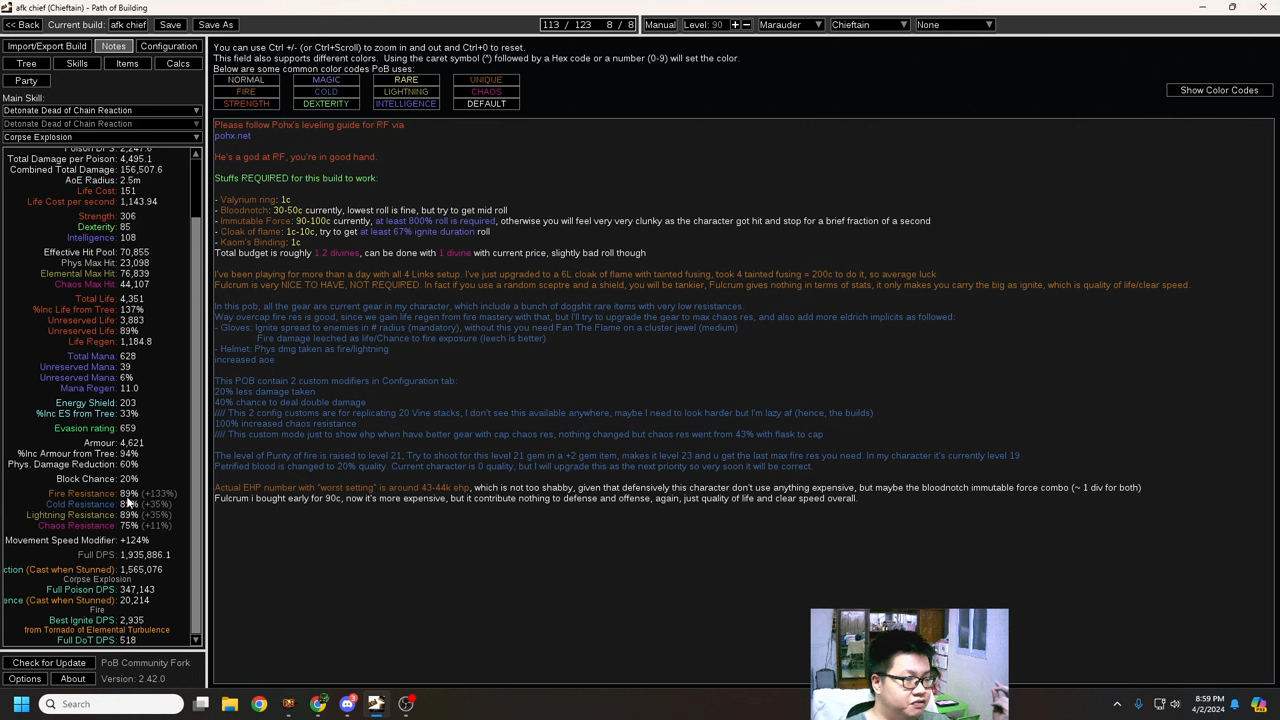 afk chief (Chieftain) - Path of Building
<< Back
Current build:
afk chief
Save
Save As
113 / 123 8 / 8
Manual
Level: 90
+
-
Marauder
Chieftain
None
Import/Export Build
Notes
Configuration
Tree
Skills
Items
Calcs
Party
Main Skill:
Detonate Dead of Chain Reaction
Detonate Dead of Chain Reaction
Corpse Explosion
Total Damage per Poison: 4,495.1
Combined Total Damage: 156,507.6
AoE Radius: 2.5m
Life Cost: 151
Life Cost per second: 1,143.94
Strength: 306
Dexterity: 85
Intelligence: 108
Effective Hit Pool: 70,855
Phys Max Hit: 23,098
Elemental Max Hit: 76,839
Chaos Max Hit: 44,107
Total Life: 4,351
%Inc Life from Tree: 137%
Unreserved Life: 3,883
Unreserved Life: 89%
Life Regen: 1,184.8
Total Mana: 628
Unreserved Mana: 39
Unreserved Mana: 6%
Mana Regen: 11.0
Energy Shield: 203
%Inc ES from Tree: 33%
Evasion rating: 659
Armour: 4,621
%Inc Armour from Tree: 94%
Phys. Damage Reduction: 60%
Block Chance: 20%
Fire Resistance: 89% (+133%)
Cold Resistance: (+35%)
Lightning Resistance: 89% (+35%)
Chaos Resistance: 75% (+11%)
Movement Speed Modifier: +124%
Full DPS: 1,935,886.1
ction (Cast when Stunned): 1,565,076
Corpse Explosion
Full Poison DPS: 347,143
ence (Cast when Stunned): 20,214
Fire
Best Ignite DPS: 2,935
from Tornado of Elemental Turbulence
Full DoT DPS: 518
Check for Update
PoB Community Fork
Options
About
Version: 2.42.0
You can use Ctrl +/- (or Ctrl+Scroll) to zoom in and out and Ctrl+0 to reset.
This field also supports different colors. Using the caret symbol (^) followed by a Hex code or a number (0-9) will set the color.
Below are some common color codes PoB uses:
NORMAL
MAGIC
RARE
UNIQUE
FIRE
COLD
LIGHTNING
CHAOS
STRENGTH
DEXTERITY
INTELLIGENCE
DEFAULT
Show Color Codes
Please follow Pohx's leveling guide for RF via
pohx.net
He's a god at RF, you're in good hand.
Stuffs REQUIRED for this build to work:
- Valyrium ring: 1c
- Bloodnotch: 30-50c currently, lowest roll is fine, but try to get mid roll
- Immutable Force: 90-100c currently, at least 800% roll is required, otherwise you will feel very very clunky as the character got hit and stop for a brief fraction of a second
- Cloak of flame: 1c-10c, try to get at least 67% ignite duration roll
- Kaom's Binding: 1c
Total budget is roughly 1.2 divines, can be done with 1 divine with current price, slightly bad roll though
I've been playing for more than a day with all 4 Links setup. I've just upgraded to a 6L cloak of flame with tainted fusing, took 4 tainted fusing = 200c to do it, so average luck
Fulcrum is very NICE TO HAVE, NOT REQUIRED. In fact if you use a random sceptre and a shield, you will be tankier, Fulcrum gives nothing in terms of stats, it only makes you carry the big as ignite, which is quality of life/clear speed.
In this pob, all the gear are current gear in my character, which include a bunch of dogshit rare items with very low resistances.
Way overcap fire res is good, since we gain life regen from fire mastery with that, but I'll try to upgrade the gear to max chaos res, and also add more eldrich implicits as followed:
- Gloves: Ignite spread to enemies in # radius (mandatory), without this you need Fan The Flame on a cluster jewel (medium)
Fire damage leeched as life/Chance to fire exposure (leech is better)
- Helmet: Phys dmg taken as fire/lightning
increased aoe
This POB contain 2 custom modifiers in Configuration tab:
20% less damage taken
40% chance to deal double damage
//// This 2 config customs are for replicating 20 Vine stacks, I don't see this available anywhere, maybe I need to look harder but I'm lazy af (hence, the builds)
100% increased chaos resistance
//// This custom mode just to show ehp when have better gear with cap chaos res, nothing changed but chaos res went from 43% with flask to cap
The level of Purity of fire is raised to level 21, Try to shoot for this level 21 gem in a +2 gem item, makes it level 23 and u get the last max fire res you need. In my character it's currently level 19
Petrified blood is changed to 20% quality. Current character is 0 quality, but I will upgrade this as the next priority so very soon it will be correct.
Actual EHP number with "worst setting" is around 43-44k ehp, which is not too shabby, given that defensively this character don't use anything expensive, but maybe the bloodnotch immutable force combo (~ 1 div for both)
Fulcrum i bought early for 90c, now it's more expensive, but it contribute nothing to defense and offense, again, just quality of life and clear speed overall.
Search
3
8:59 PM
4/2/2024